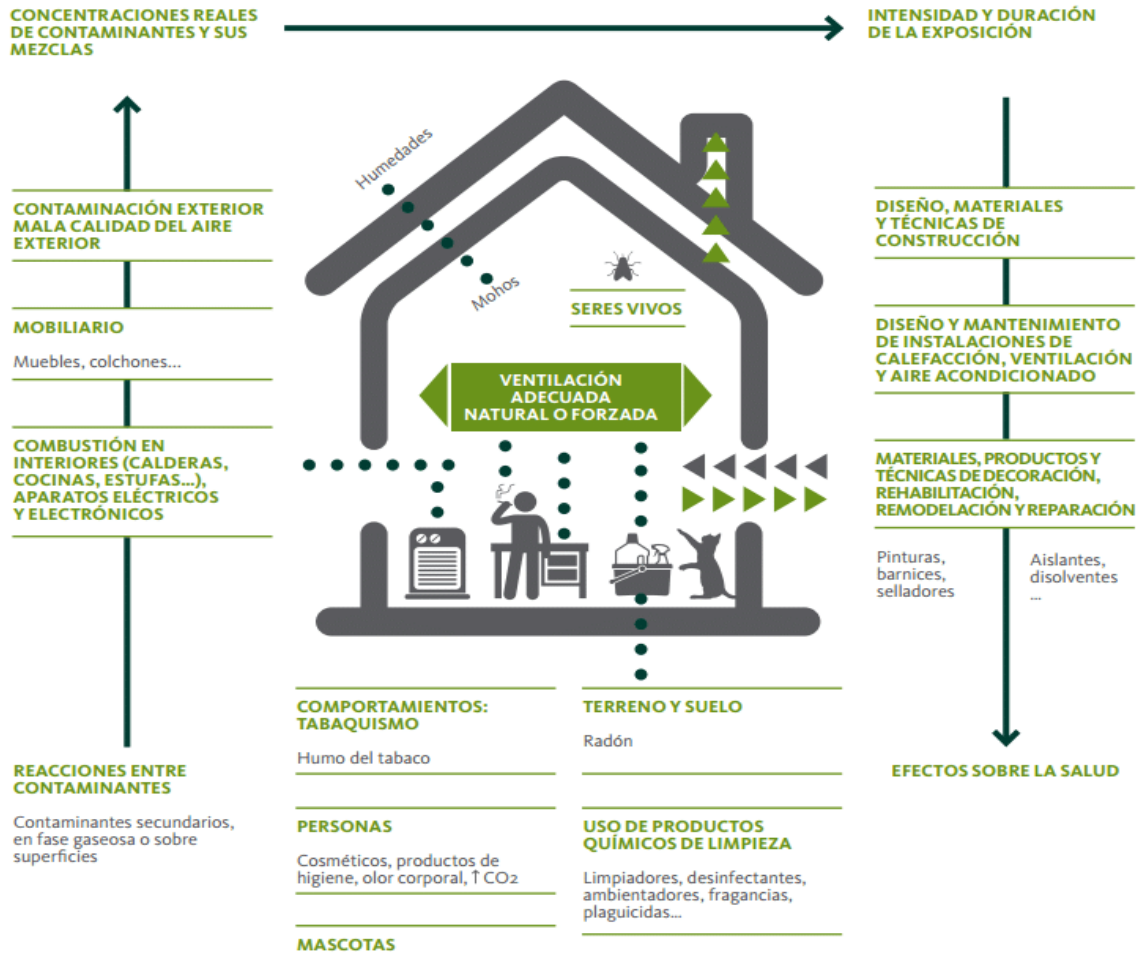 CONCENTRACIONES REALES
DE CONTAMINANTES Y SUS
MEZCLAS
INTENSIDAD Y DURACIÓN
DE LA EXPOSICIÓN
CONTAMINACIÓN EXTERIOR
MALA CALIDAD DEL AIRE
EXTERIOR
MOBILIARIO
Muebles, colchones...
COMBUSTIÓN EN
INTERIORES (CALDERAS,
COCINAS, ESTUFAS...),
APARATOS ELÉCTRICOS
Y ELECTRÓNICOS
REACCIONES ENTRE
CONTAMINANTES
Contaminantes secundarios,
en fase gaseosa o sobre
superficies
Humedades
Mohos
SERES VIVOS
VENTILACIÓN
ADECUADA
NATURAL O FORZADA
COMPORTAMIENTOS:
TABAQUISMO
Humo del tabaco
PERSONAS
Cosméticos, productos de
higiene, olor corporal, ↑ CO2
MASCOTAS
TERRENO Y SUELO
Radón
USO DE PRODUCTOS
QUÍMICOS DE LIMPIEZA
Limpiadores, desinfectantes,
ambientadores, fragancias,
plaguicidas...
DISEÑO, MATERIALES
Y TÉCNICAS DE
CONSTRUCCIÓN
DISEÑO Y MANTENIMIENTO
DE INSTALACIONES DE
CALEFACCIÓN, VENTILACIÓN
Y AIRE ACONDICIONADO
MATERIALES, PRODUCTOS Y
TÉCNICAS DE DECORACIÓN,
REHABILITACIÓN,
REMODELACIÓN Y REPARACIÓN
Pinturas,
barnices,
selladores
Aislantes,
disolventes
...
EFECTOS SOBRE LA SALUD